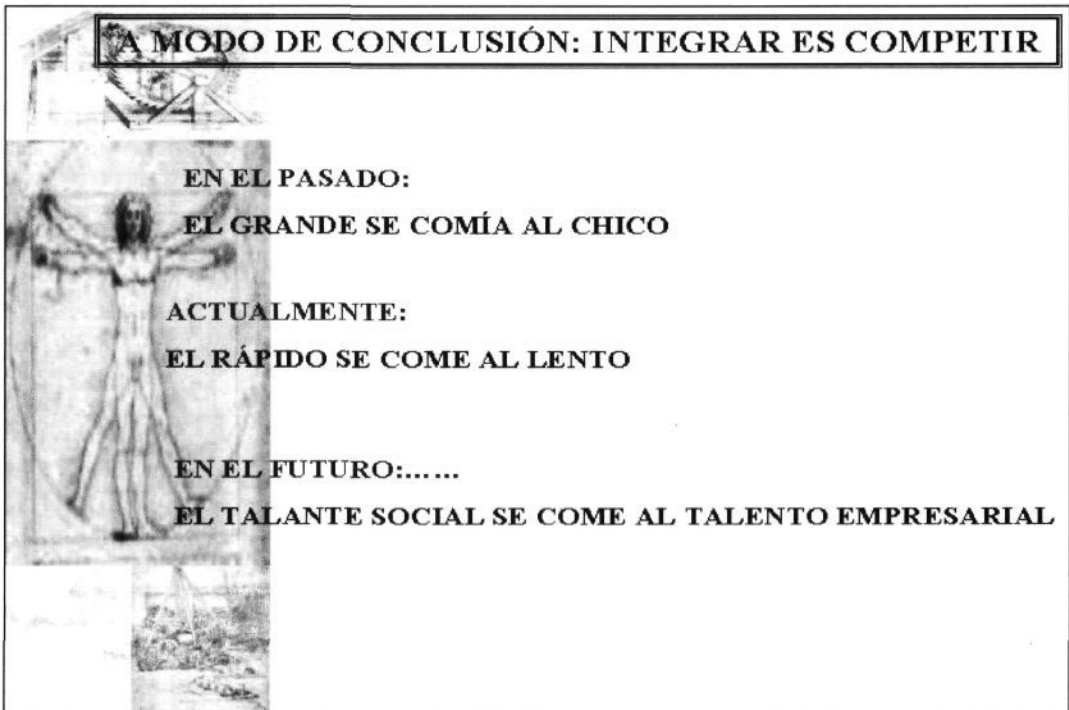 A MODO DE CONCLUSIÓN: INTEGRAR ES COMPETIR
EN EL PASADO:
EL GRANDE SE COMÍA AL CHICO
ACTUALMENTE:
EL RÁPIDO SE COME AL LENTO
EN EL FUTURO:......
EL TALANTE SOCIAL SE COME AL TALENTO EMPRESARIAL